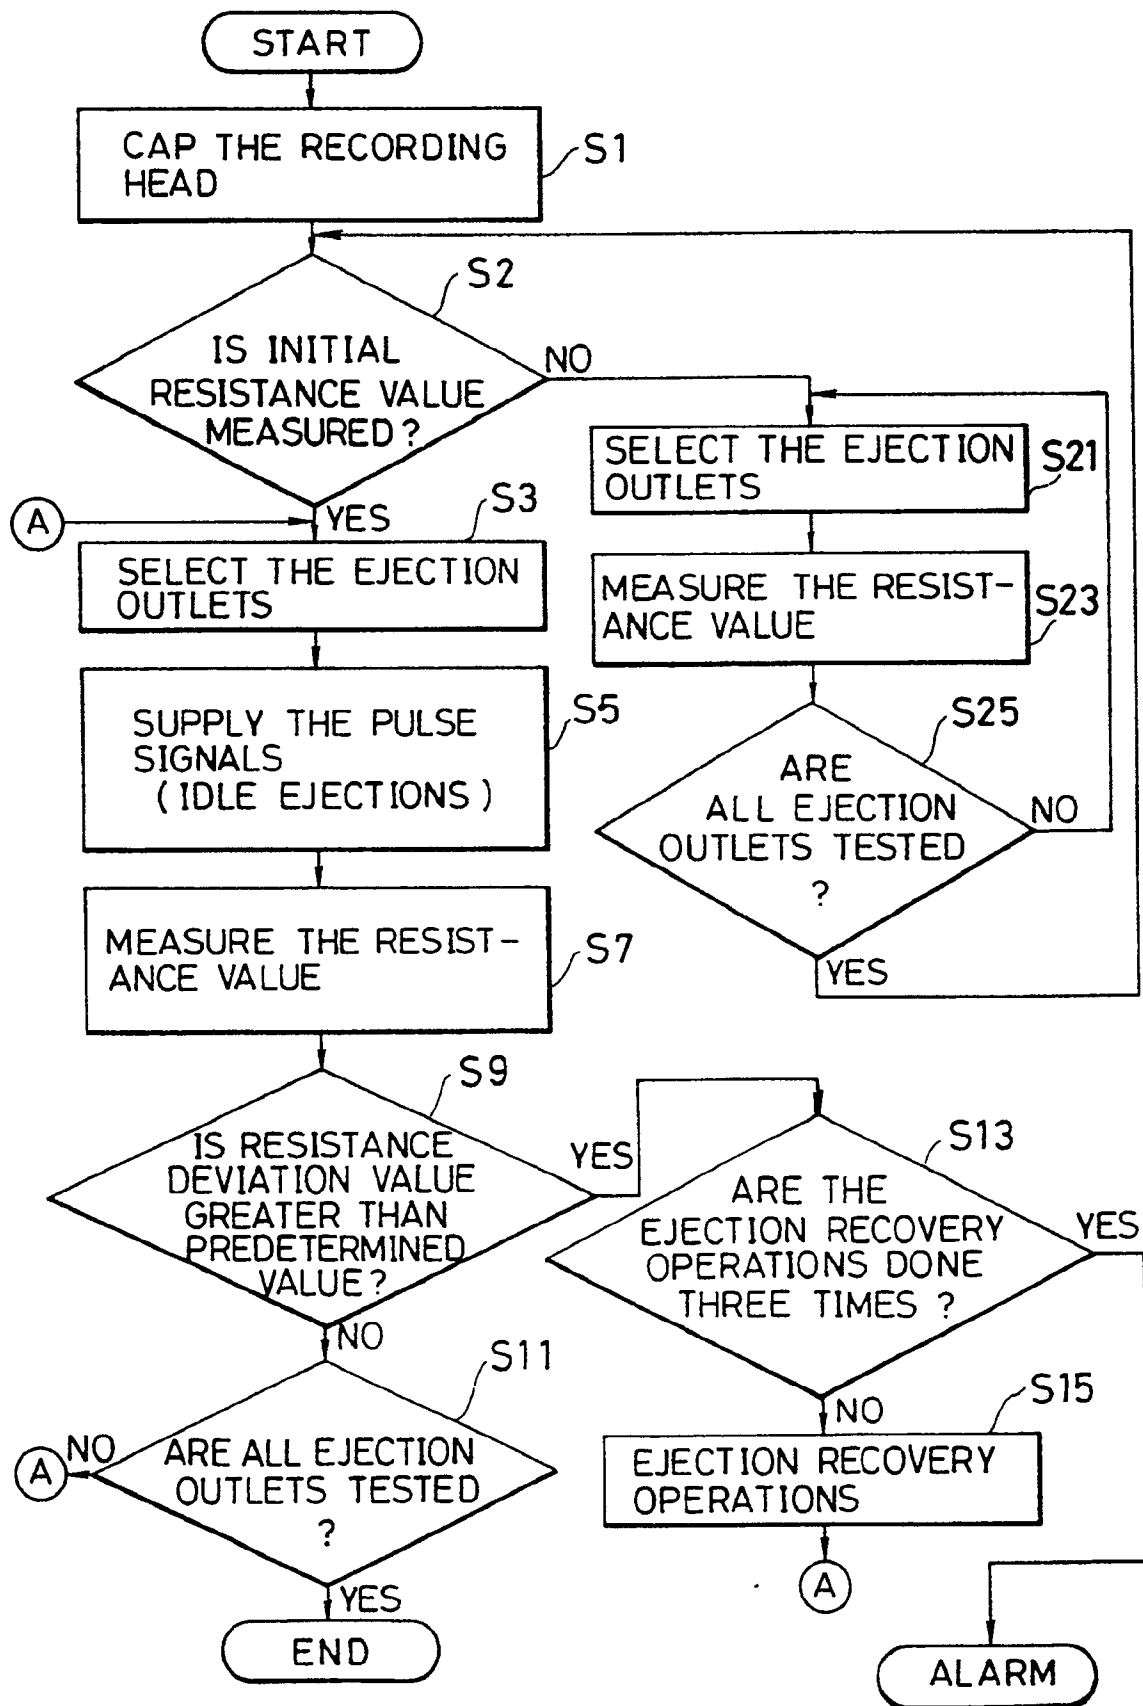 START
CAP THE RECORDING
HEAD
S1
S2
IS INITIAL
RESISTANCE VALUE
MEASURED?
NO
SELECT THE EJECTION
OUTLETS
S21
A
YES
S3
SELECT THE EJECTION
OUTLETS
MEASURE THE RESIST-
ANCE VALUE
S23
SUPPLY THE PULSE
SIGNALS
(IDLE EJECTIONS)
S5
S25
ARE
ALL EJECTION
OUTLETS TESTED
?
NO
YES
MEASURE THE RESIST-
ANCE VALUE
S7
S9
IS RESISTANCE
DEVIATION VALUE
GREATER THAN
PREDETERMINED
VALUE?
YES
NO
S13
ARE THE
EJECTION RECOVERY
OPERATIONS DONE
THREE TIMES ?
YES
NO
S11
ARE ALL EJECTION
OUTLETS TESTED
?
NO
A
YES
END
S15
EJECTION RECOVERY
OPERATIONS
A
ALARM